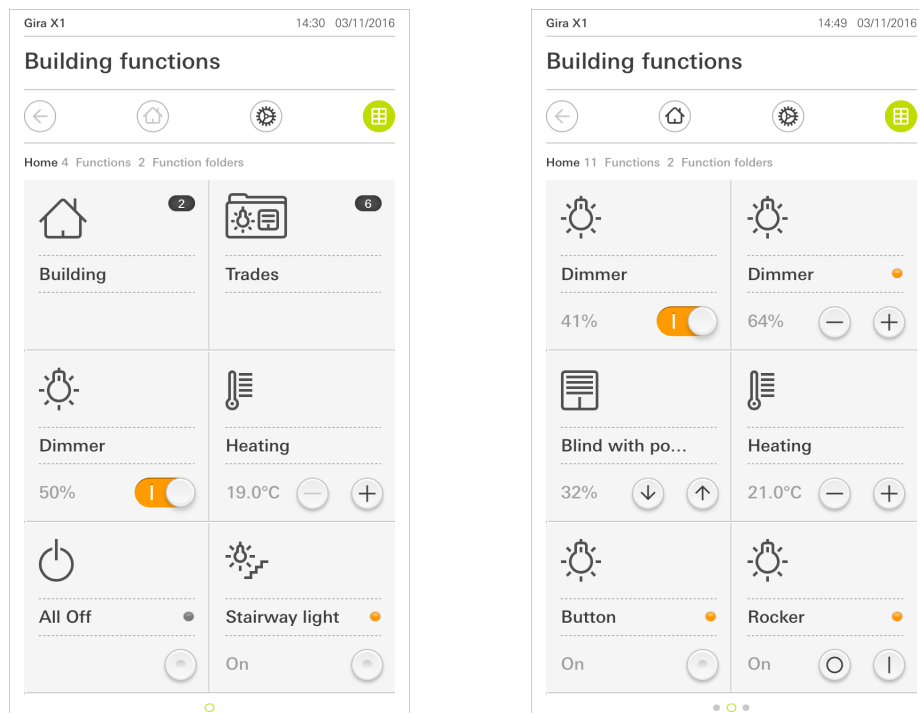 Gira X1 14:30 03/11/2016
Building functions
Home 4 Functions 2 Function folders
2 6
Building Trades
Dimmer Heating
50% 19.0°C
All Off Stairway light
On
Gira X1 14:49 03/11/2016
Building functions
Home 11 Functions 2 Function folders
Dimmer Dimmer
41% 64%
Blind with po... Heating
32% 21.0°C
Button Rocker
On On